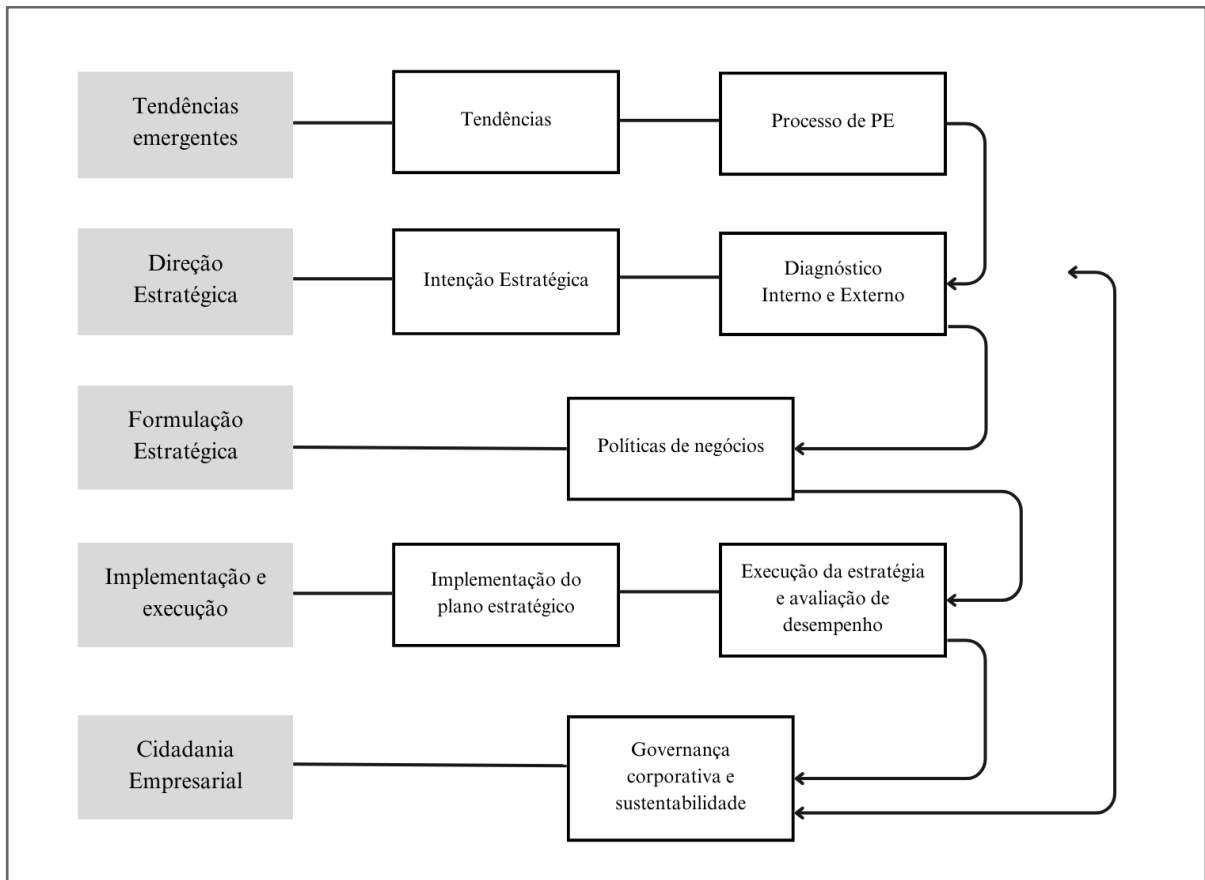 Tendências
emergentes
Tendências
Processo de PE
Direção
Estratégica
Intenção Estratégica
Diagnóstico
Interno e Externo
Formulação
Estratégica
Políticas de negócios
Implementação e
execução
Implementação do
plano estratégico
Execução da estratégia
e avaliação de
desempenho
Cidadania
Empresarial
Governança
corporativa e
sustentabilidade